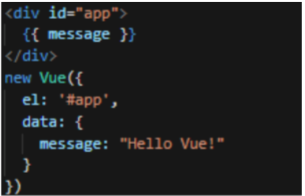 <div id="app">
  {{ message }}
</div>
new Vue({
  el: '#app',
  data: {
    message: "Hello Vue!"
  }
})